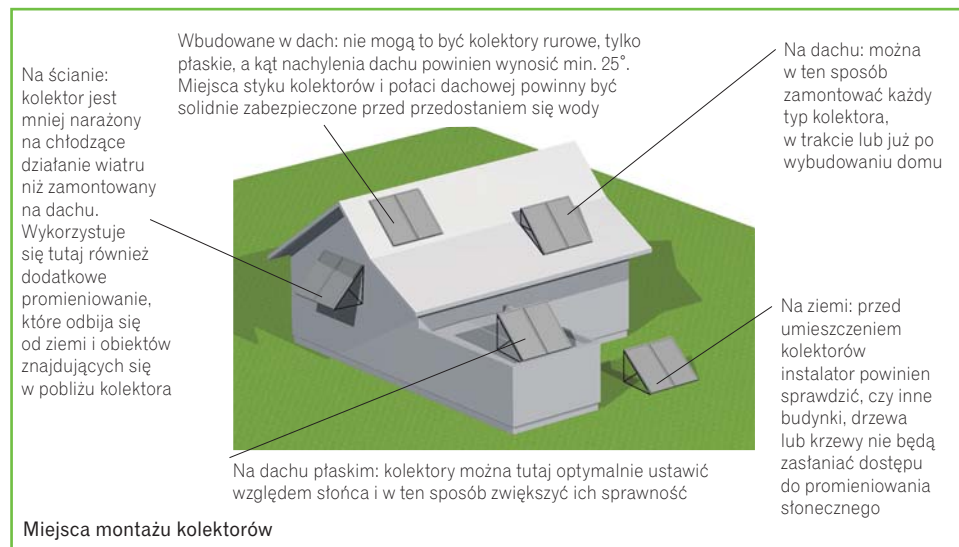 Wbudowane w dach: nie mogą to być kolektory rurowe, tylko
płaskie, a kąt nachylenia dachu powinien wynosić min. 25°.
Miejsca styku kolektorów i połaci dachowej powinny być
solidnie zabezpieczone przed przedostaniem się wody
Na dachu: można
w ten sposób
zamontować każdy
typ kolektora,
w trakcie lub już po
wybudowaniu domu
Na ścianie:
kolektor jest
mniej narażony
na chłodzące
działanie wiatru
niż zamontowany
na dachu.
Wykorzystuje
się tutaj również
dodatkowe
promieniowanie,
które odbija się
od ziemi i obiektów
znajdujących się
w pobliżu kolektora
Na ziemi: przed
umieszczeniem
kolektorów
instalator powinien
sprawdzić, czy inne
budynki, drzewa
lub krzewy nie będą
zasłaniać dostępu
do promieniowania
słonecznego
Na dachu płaskim: kolektory można tutaj optymalnie ustawić
względem słońca i w ten sposób zwiększyć ich sprawność
Miejsca montażu kolektorów